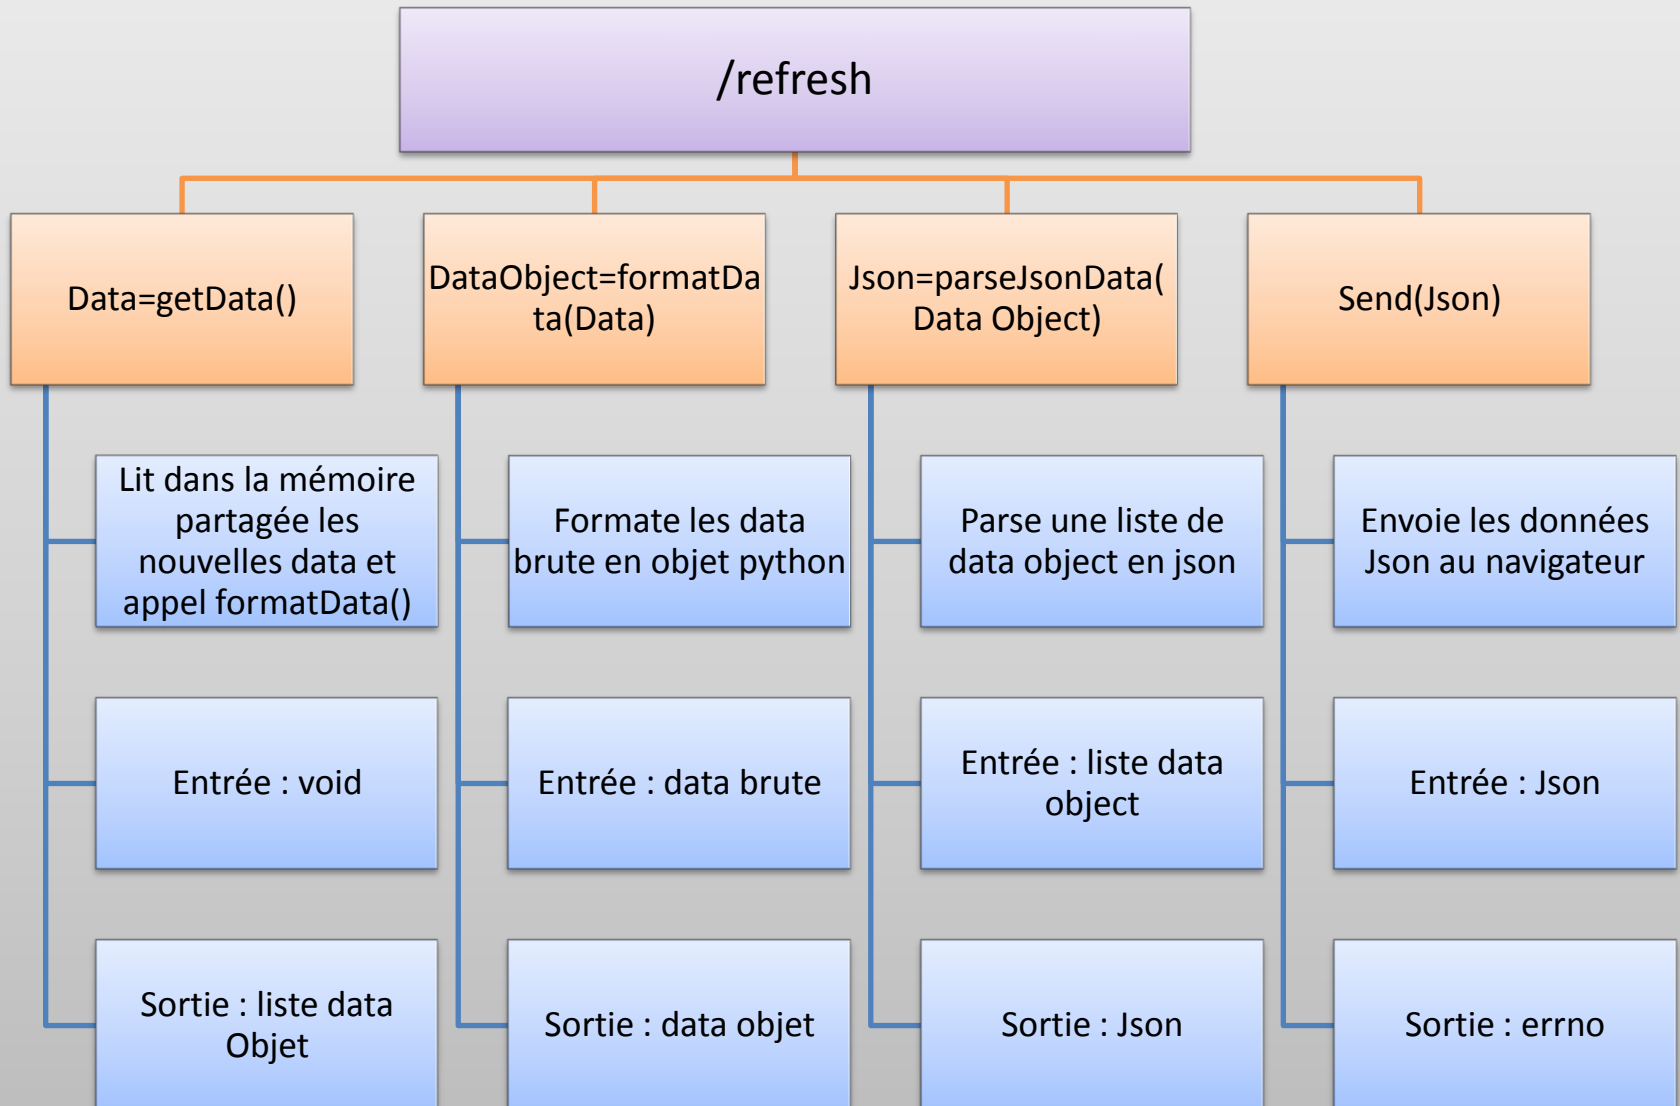 /refresh
Data=getData()
DataObject=formatDa
ta(Data)
Json=parseJsonData(
Data Object)
Send(Json)
Lit dans la mémoire
partagée les
nouvelles data et
appel formatData()
Formate les data
brute en objet python
Parse une liste de
data object en json
Envoie les données
Json au navigateur
Entrée : void
Entrée : data brute
Entrée : liste data
object
Entrée : Json
Sortie : liste data
Objet
Sortie : data objet
Sortie : Json
Sortie : errno